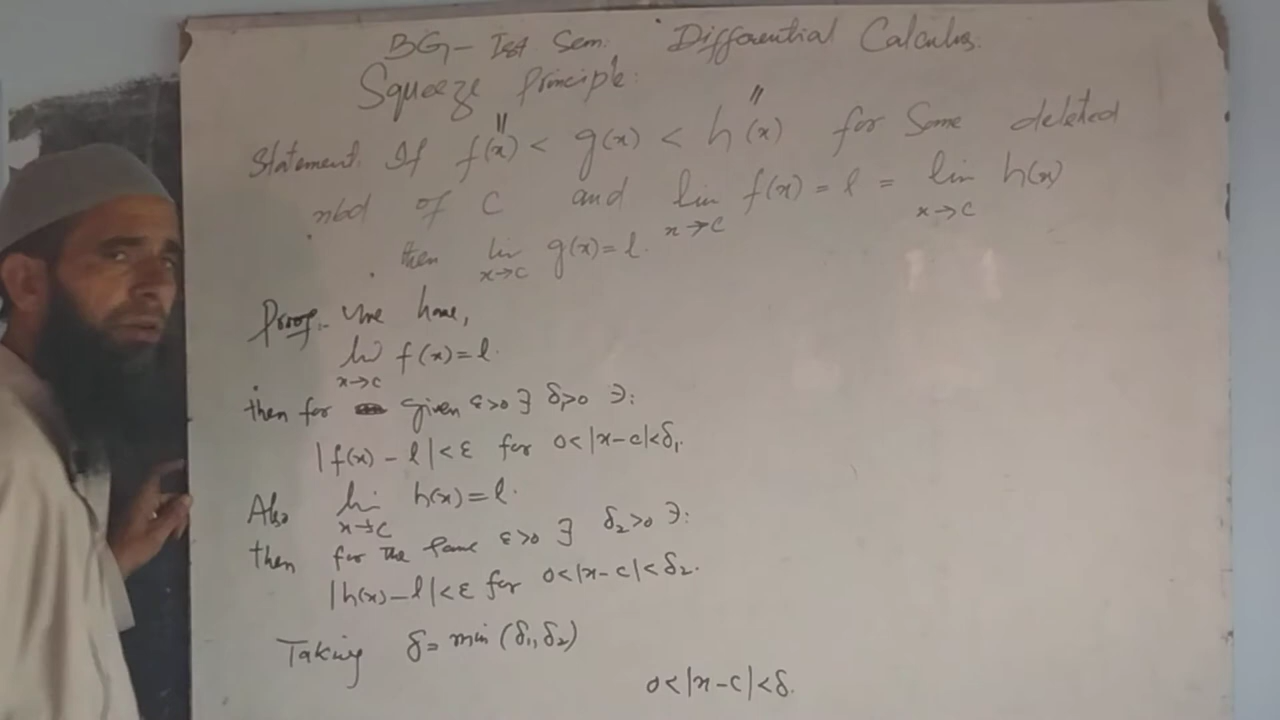 BG - Ist Sem. Differential Calculus.
Squeeze Principle:
Statement. If f(x) < g(x) < h(x) for some deleted
nbd of C and lim x→c f(x) = l = lim x→c h(x)
then lim x→c g(x) = l.
Proof:- We have,
lim x→c f(x) = l.
then for given ε>0 ∃ δ₁>0 ∋:
|f(x) - l| < ε for 0<|x-c|<δ₁.
Also lim x→c h(x) = l.
then for the same ε>0 ∃ δ₂>0 ∋:
|h(x) - l| < ε for 0<|x-c|<δ₂.
Taking δ = min (δ₁, δ₂)
0<|x-c|<δ.